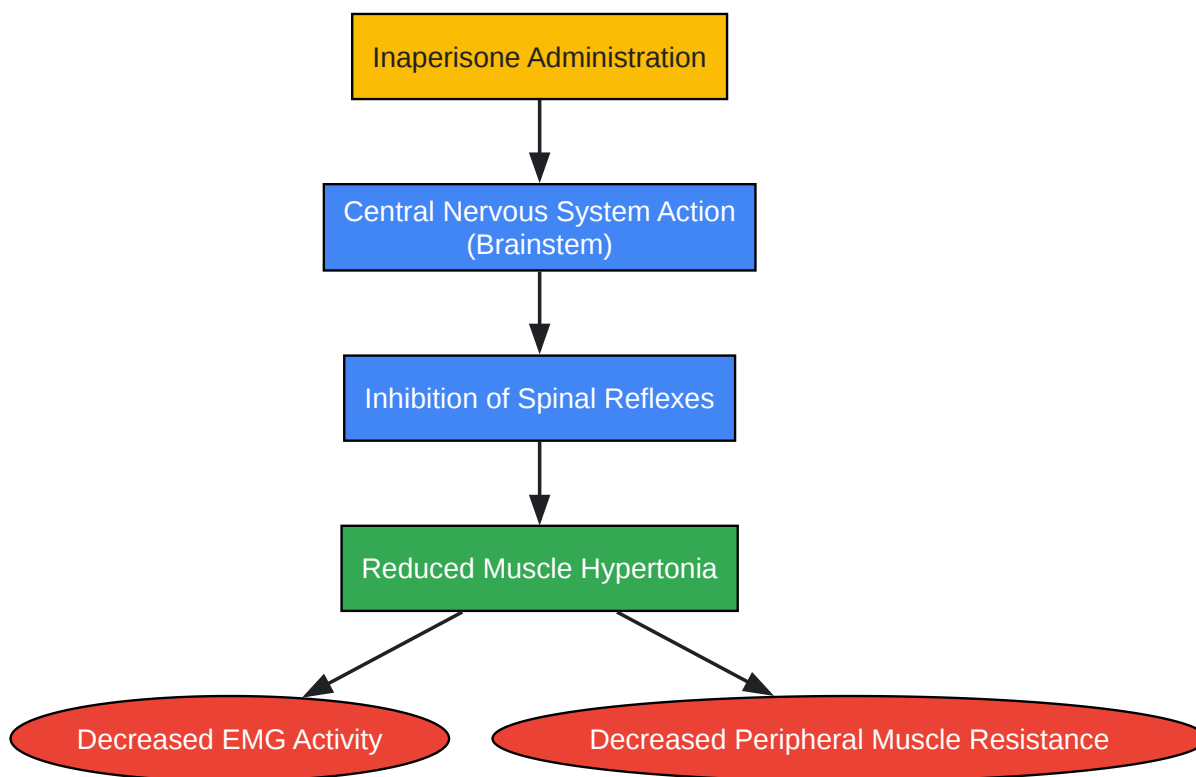 Inaperisone Administration
Central Nervous System Action
(Brainstem)
Inhibition of Spinal Reflexes
Reduced Muscle Hypertonia
Decreased EMG Activity
Decreased Peripheral Muscle Resistance